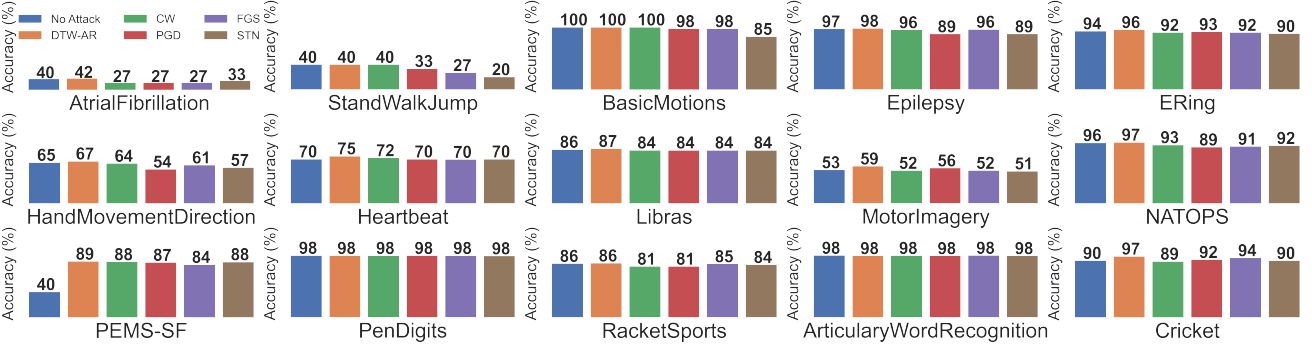 Accuracy (%)
No Attack CW FGS
DTW-AR PGD STN
40 42 27 27 27 33
AtrialFibrillation
Accuracy (%)
40 40 40 33 27 20
StandWalkJump
Accuracy (%)
100 100 100 98 98 85
BasicMotions
Accuracy (%)
97 98 96 89 96 89
Epilepsy
Accuracy (%)
94 96 92 93 92 90
ERing
Accuracy (%)
65 67 64 54 61 57
HandMovementDirection
Accuracy (%)
70 75 72 70 70 70
Heartbeat
Accuracy (%)
86 87 84 84 84 84
Libras
Accuracy (%)
53 59 52 56 52 51
MotorImagery
Accuracy (%)
96 97 93 89 91 92
NATOPS
Accuracy (%)
40 89 88 87 84 88
PEMS-SF
Accuracy (%)
98 98 98 98 98 98
PenDigits
Accuracy (%)
86 86 81 81 85 84
RacketSports
Accuracy (%)
98 98 98 98 98 98
ArticularyWordRecognition
Accuracy (%)
90 97 89 92 94 90
Cricket